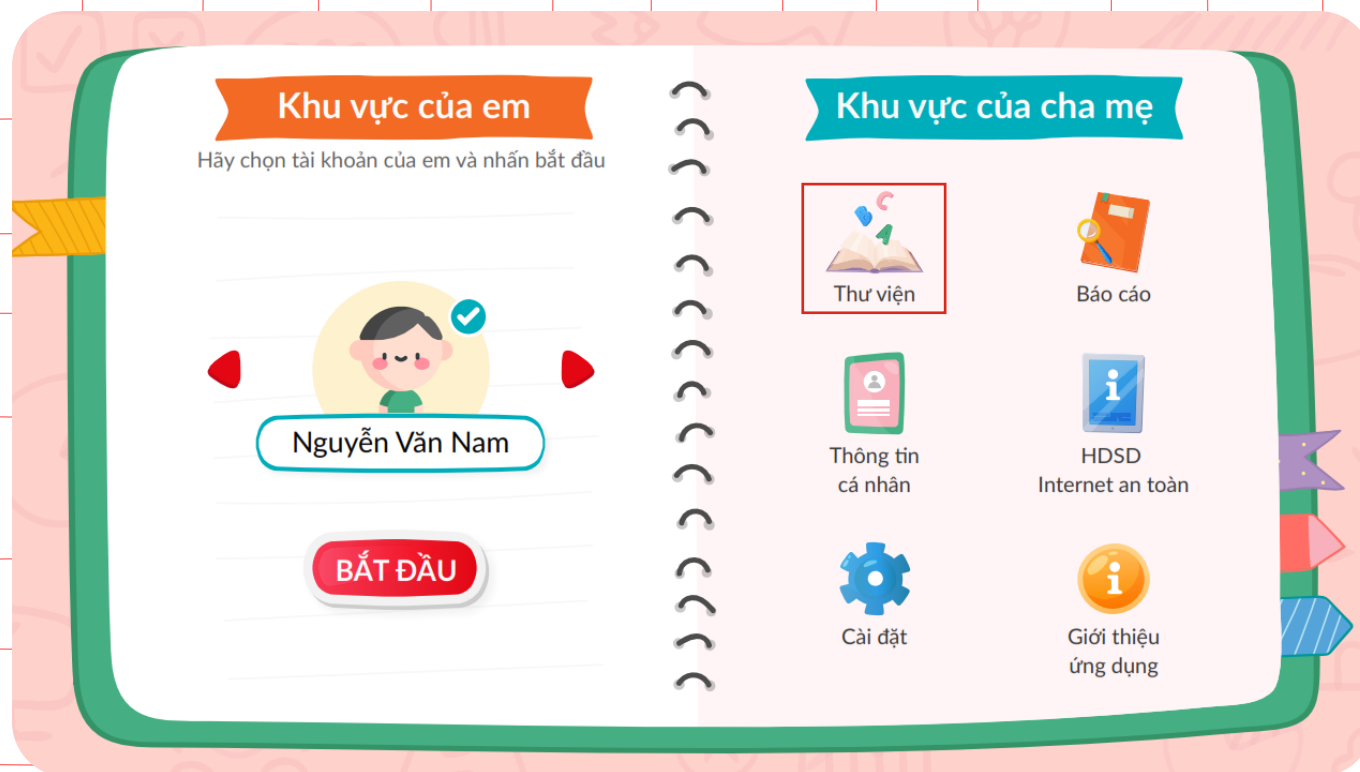 Khu vực của em
Hãy chọn tài khoản của em và nhấn bắt đầu
Nguyễn Văn Nam
BẮT ĐẦU
Khu vực của cha mẹ
B C A
Thư viện
Báo cáo
Thông tin
cá nhân
HDSD
Internet an toàn
Cài đặt
Giới thiệu
ứng dụng